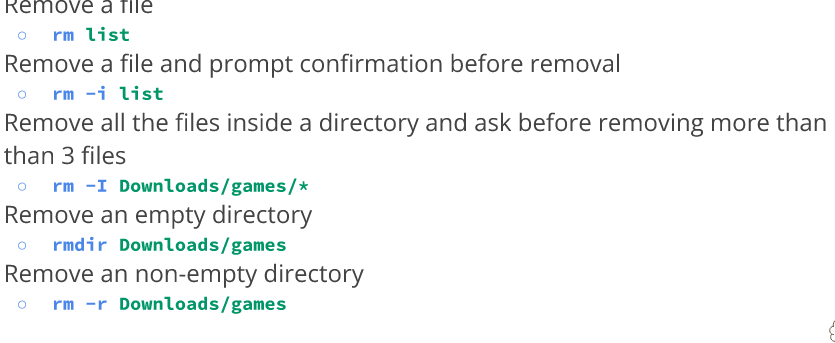 Remove a file
○ rm list
Remove a file and prompt confirmation before removal
○ rm -i list
Remove all the files inside a directory and ask before removing more than
than 3 files
○ rm -I Downloads/games/*
Remove an empty directory
○ rmdir Downloads/games
Remove an non-empty directory
○ rm -r Downloads/games